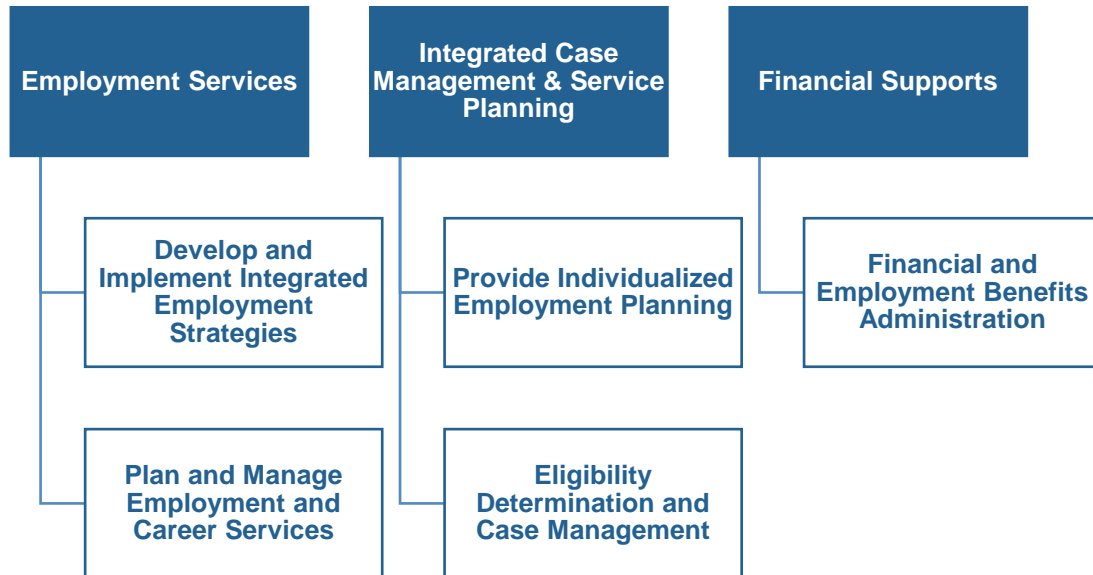 Employment Services
Integrated Case
Management & Service
Planning
Financial Supports
Develop and
Implement Integrated
Employment
Strategies
Provide Individualized
Employment Planning
Financial and
Employment Benefits
Administration
Plan and Manage
Employment and
Career Services
Eligibility
Determination and
Case Management